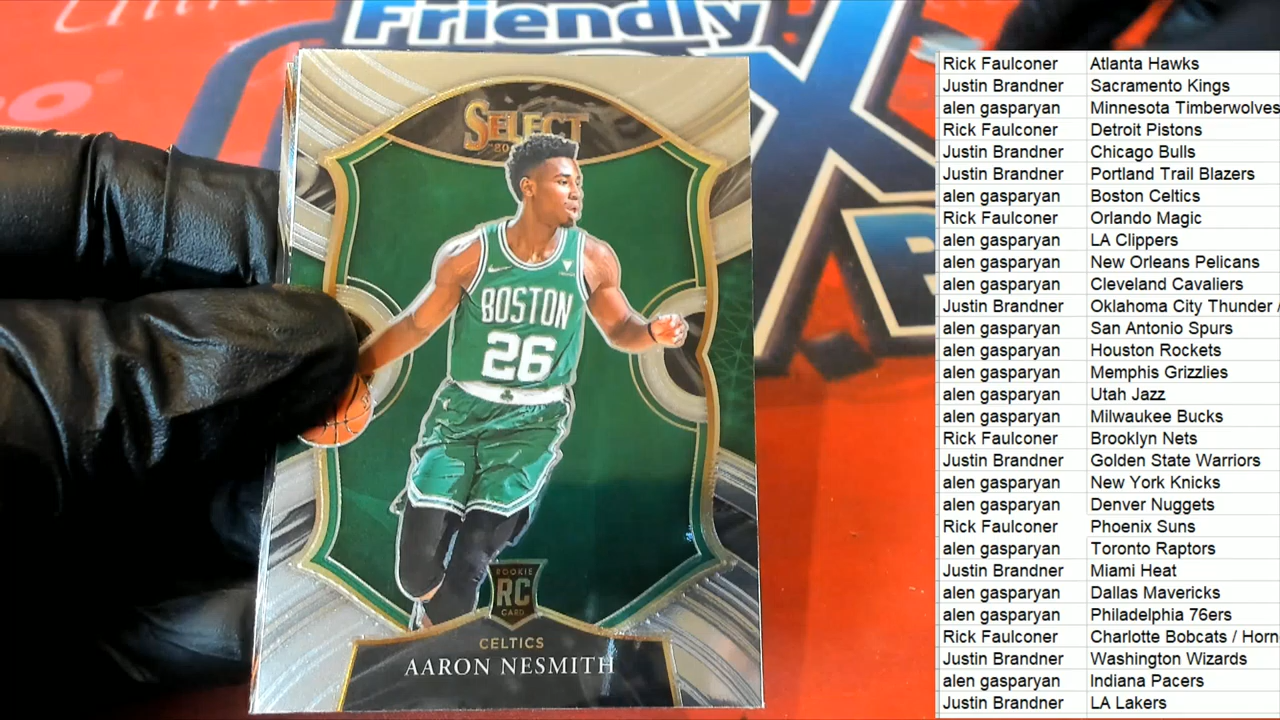 Friendly
SELECT
BOSTON
26
ROOKIE
RC
CARD
CELTICS
AARON NESMITH
Rick Faulconer Atlanta Hawks
Justin Brandner Sacramento Kings
alen gasparyan Minnesota Timberwolves
Rick Faulconer Detroit Pistons
Justin Brandner Chicago Bulls
Justin Brandner Portland Trail Blazers
alen gasparyan Boston Celtics
Rick Faulconer Orlando Magic
alen gasparyan LA Clippers
alen gasparyan New Orleans Pelicans
alen gasparyan Cleveland Cavaliers
Justin Brandner Oklahoma City Thunder /
alen gasparyan San Antonio Spurs
alen gasparyan Houston Rockets
alen gasparyan Memphis Grizzlies
alen gasparyan Utah Jazz
alen gasparyan Milwaukee Bucks
Rick Faulconer Brooklyn Nets
Justin Brandner Golden State Warriors
alen gasparyan New York Knicks
alen gasparyan Denver Nuggets
Rick Faulconer Phoenix Suns
alen gasparyan Toronto Raptors
Justin Brandner Miami Heat
alen gasparyan Dallas Mavericks
alen gasparyan Philadelphia 76ers
Rick Faulconer Charlotte Bobcats / Horn
Justin Brandner Washington Wizards
alen gasparyan Indiana Pacers
Justin Brandner LA Lakers